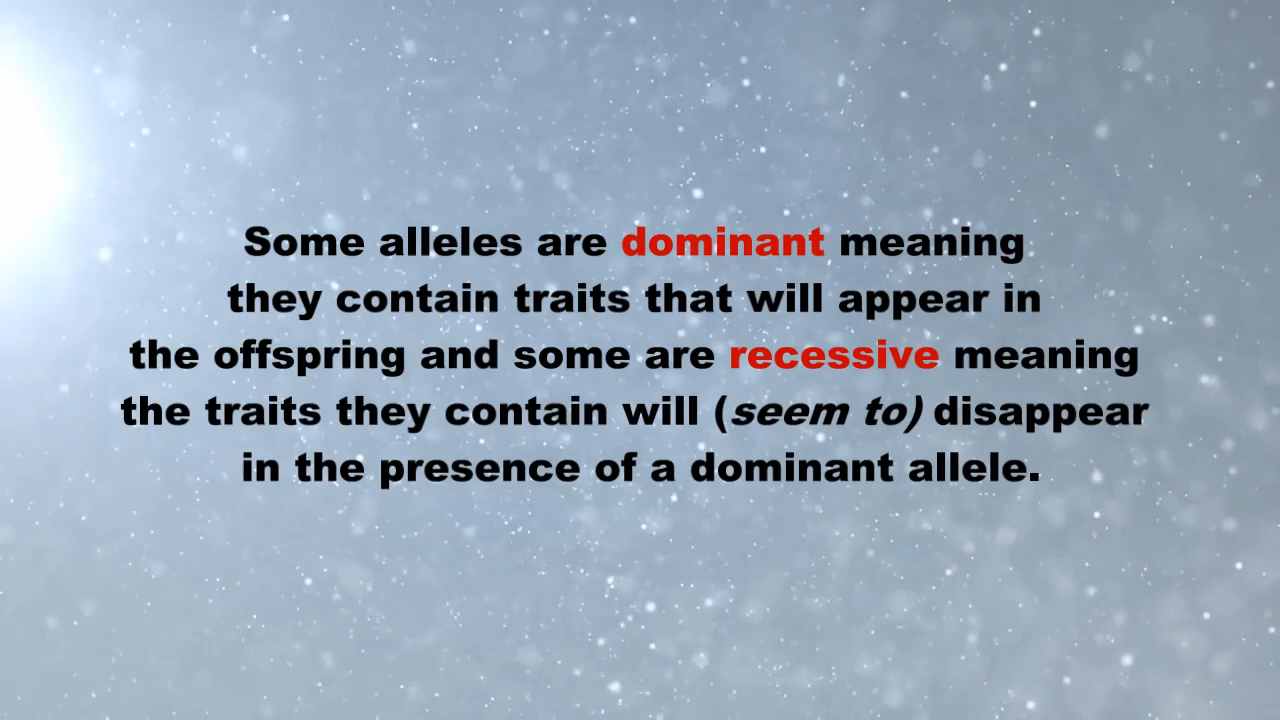 Some alleles are dominant meaning
they contain traits that will appear in
the offspring and some are recessive meaning
the traits they contain will (seem to) disappear
in the presence of a dominant allele.